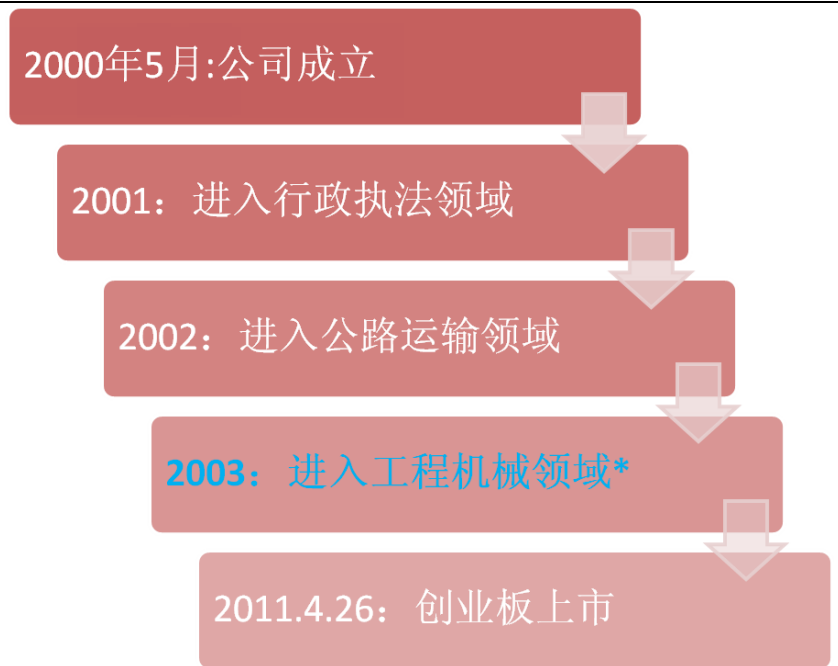 2000年5月:公司成立
2001：进入行政执法领域
2002：进入公路运输领域
2003：进入工程机械领域*
2011.4.26：创业板上市